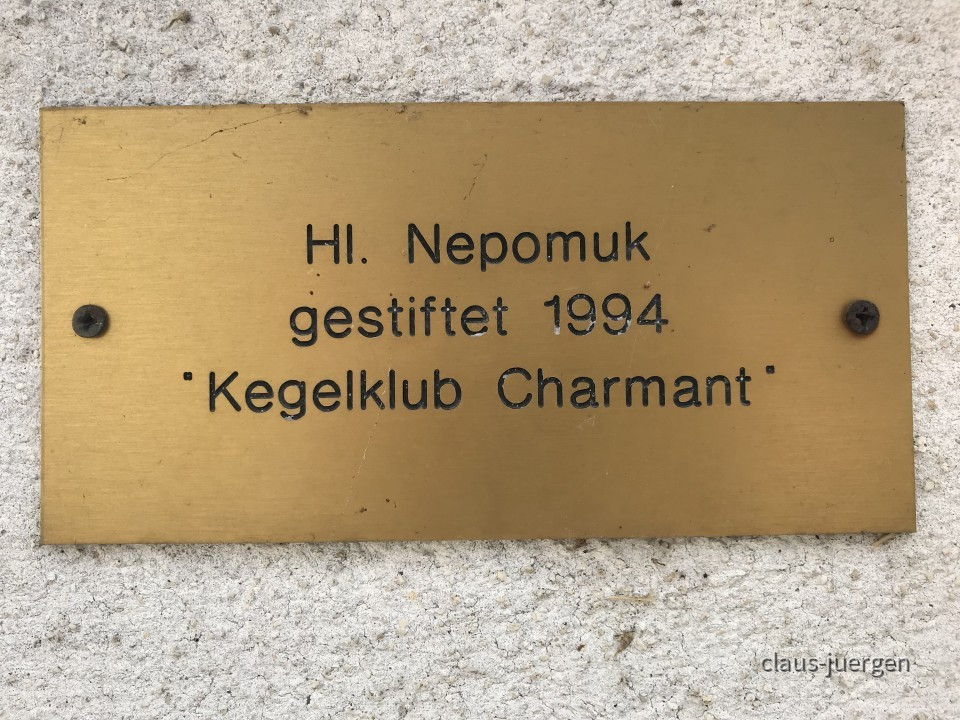 Hl. Nepomuk
gestiftet 1994
"Kegelklub Charmant"
claus-juergen